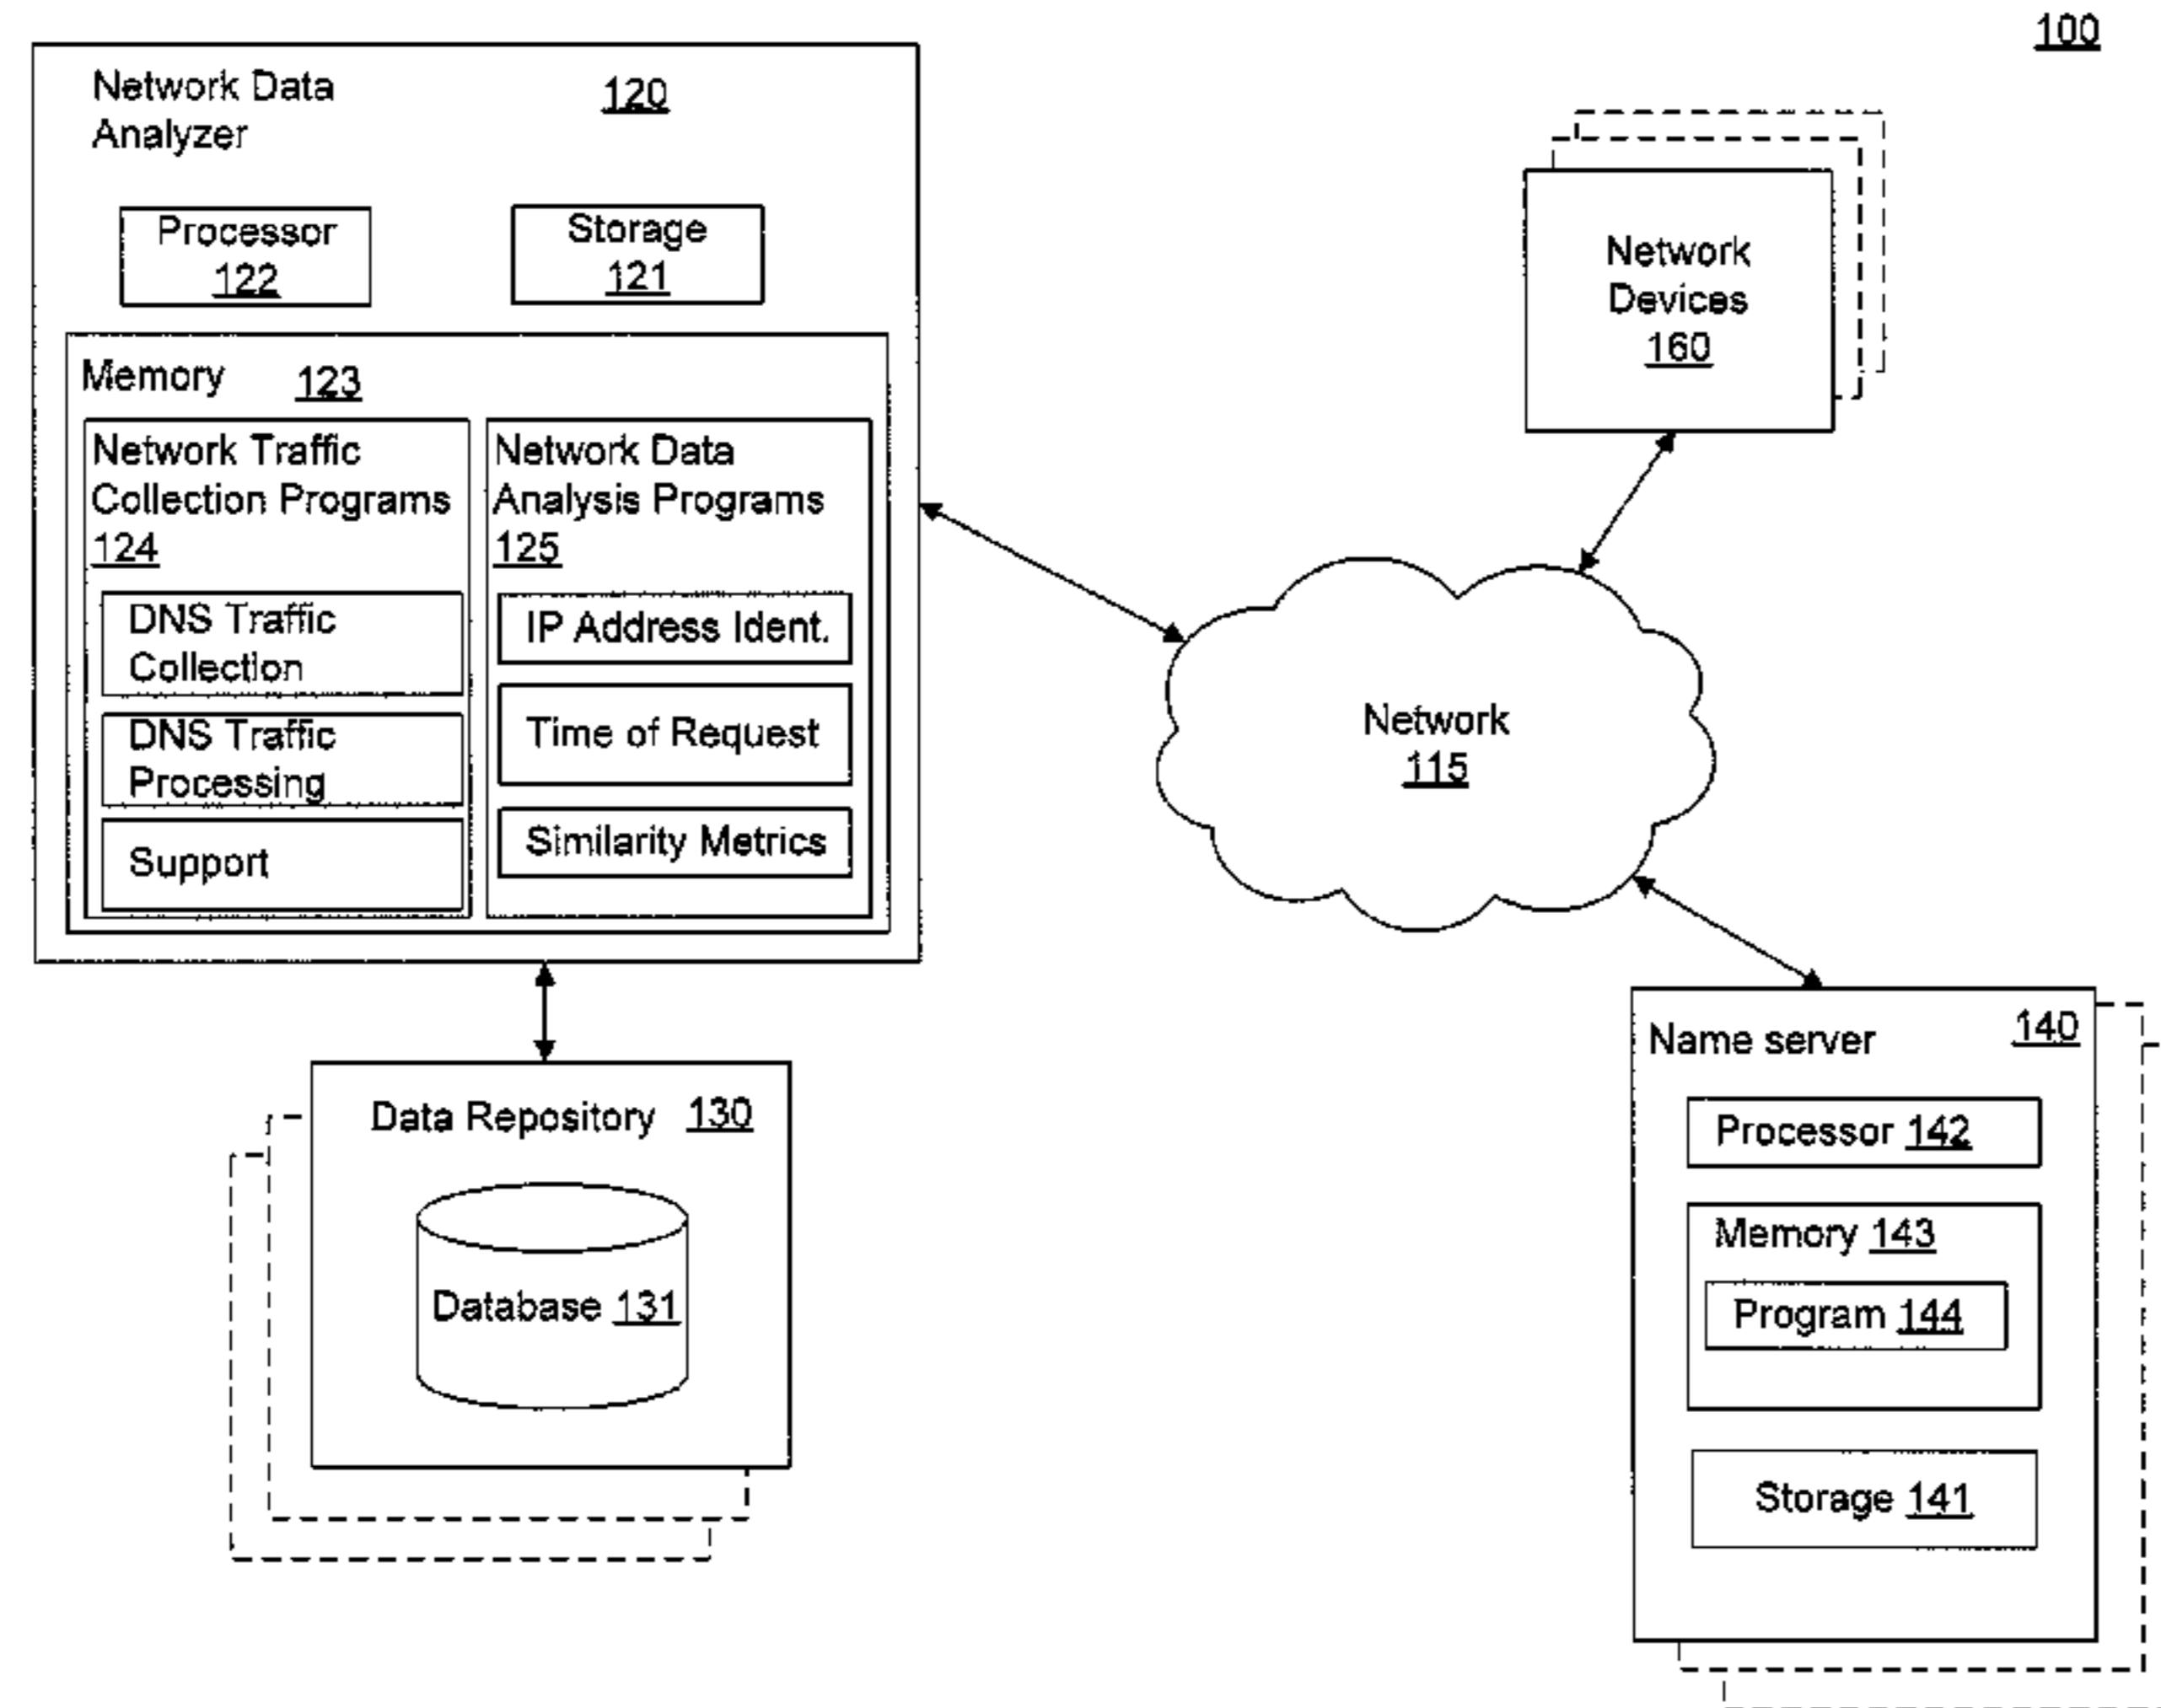 100
Network Data
Analyzer
120
Processor
122
Storage
121
Memory 123
Network Traffic
Collection Programs
124
DNS Traffic
Collection
DNS Traffic
Processing
Support
Network Data
Analysis Programs
125
IP Address Ident.
Time of Request
Similarity Metrics
Network
Devices
160
Network
115
Data Repository 130
Database 131
Name server 140
Processor 142
Memory 143
Program 144
Storage 141